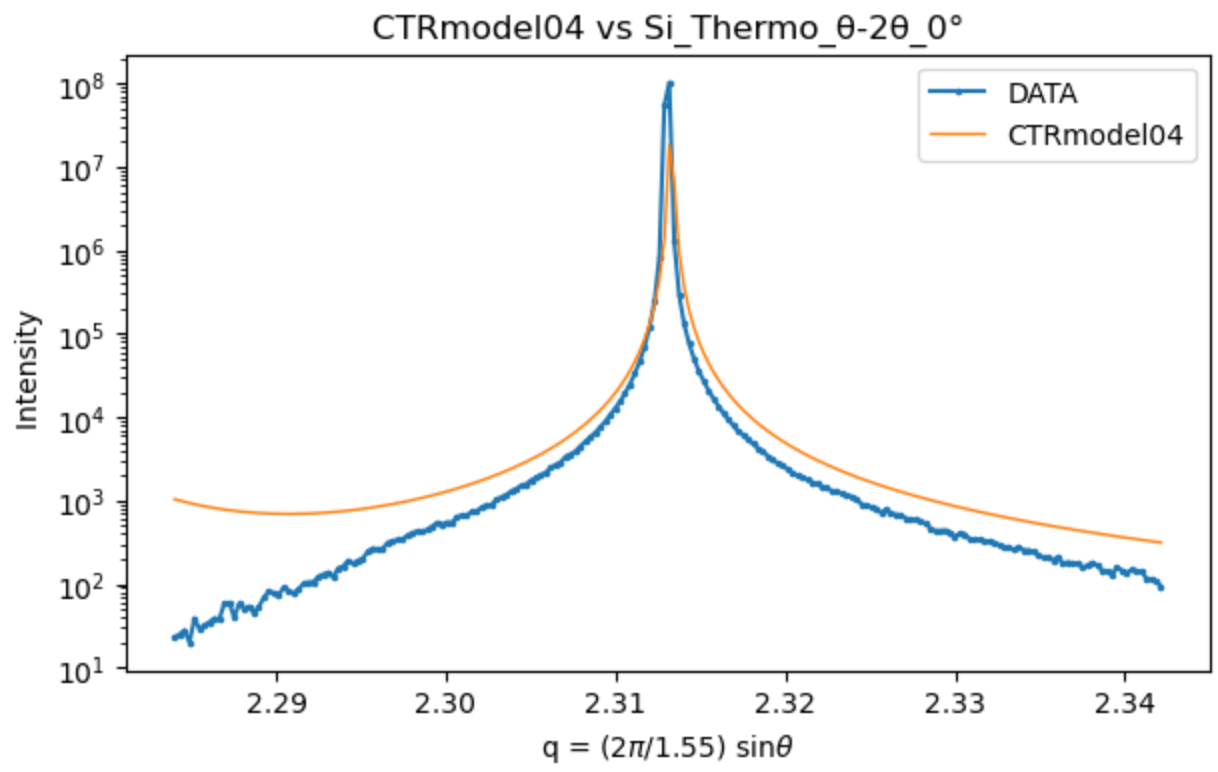 CTRmodel04 vs Si_Thermo_θ-2θ_0°
DATA
CTRmodel04
10⁸
10⁷
10⁶
10⁵
10⁴
10³
10²
10¹
Intensity
2.29 2.30 2.31 2.32 2.33 2.34
q = (2π/1.55) sinθ